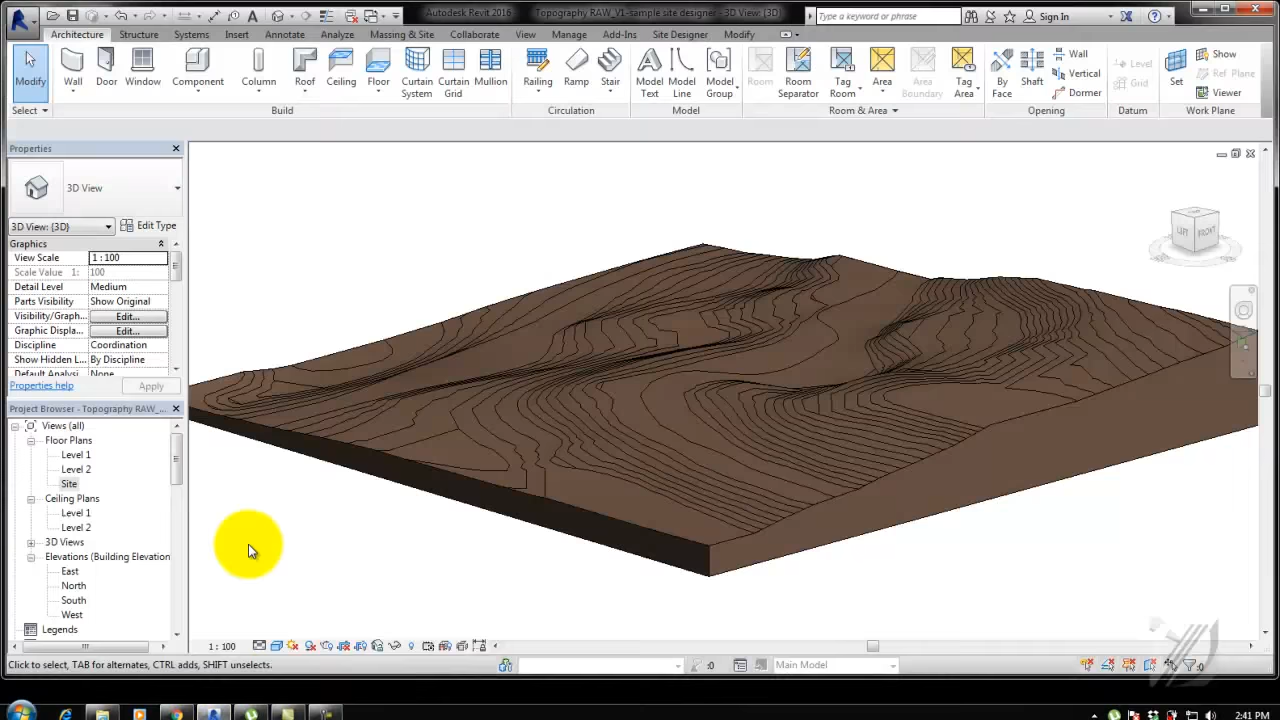 Autodesk Revit 2016 - Topography RAW_V1-sample site designer - 3D View: {3D}
Type a keyword or phrase
Sign In
Architecture Structure Systems Insert Annotate Analyze Massing & Site Collaborate View Manage Add-Ins Site Designer Modify
Modify
Wall
Door
Window
Component
Column
Roof
Ceiling
Floor
Curtain System
Curtain Grid
Mullion
Railing
Ramp
Stair
Model Text
Model Line
Model Group
Room
Room Separator
Tag Room
Area
Area Boundary
Tag Area
By Face
Shaft
Wall
Vertical
Dormer
Level
Grid
Set
Show
Ref Plane
Viewer
Select Build Circulation Model Room & Area Opening Datum Work Plane
Properties
3D View
3D View: {3D} Edit Type
Graphics
View Scale 1 : 100
Scale Value 1: 100
Detail Level Medium
Parts Visibility Show Original
Visibility/Graph... Edit...
Graphic Displa... Edit...
Discipline Coordination
Show Hidden L... By Discipline
Default Analysi... None
Properties help Apply
Project Browser - Topography RAW_...
Views (all)
Floor Plans
Level 1
Level 2
Site
Ceiling Plans
Level 1
Level 2
3D Views
Elevations (Building Elevation
East
North
South
West
Legends
LEFT FRONT
1 : 100
Click to select, TAB for alternates, CTRL adds, SHIFT unselects.
:0
Main Model
:0
2:41 PM